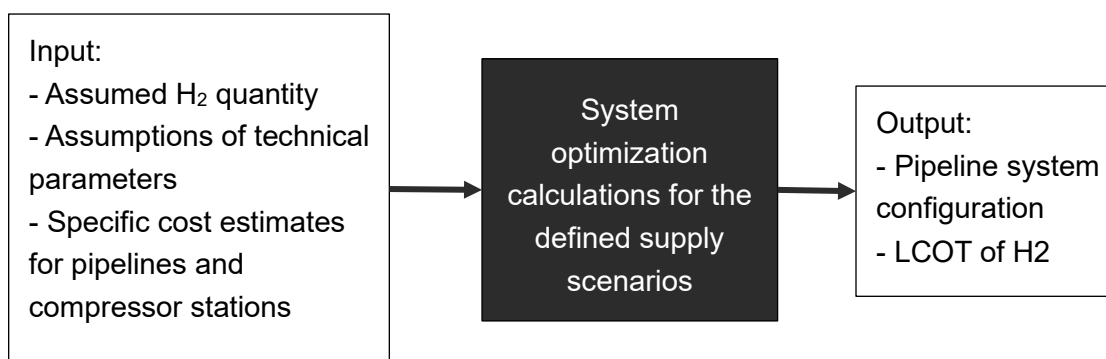 Input:
- Assumed H₂ quantity
- Assumptions of technical
parameters
- Specific cost estimates
for pipelines and
compressor stations
System
optimization
calculations for the
defined supply
scenarios
Output:
- Pipeline system
configuration
- LCOT of H2